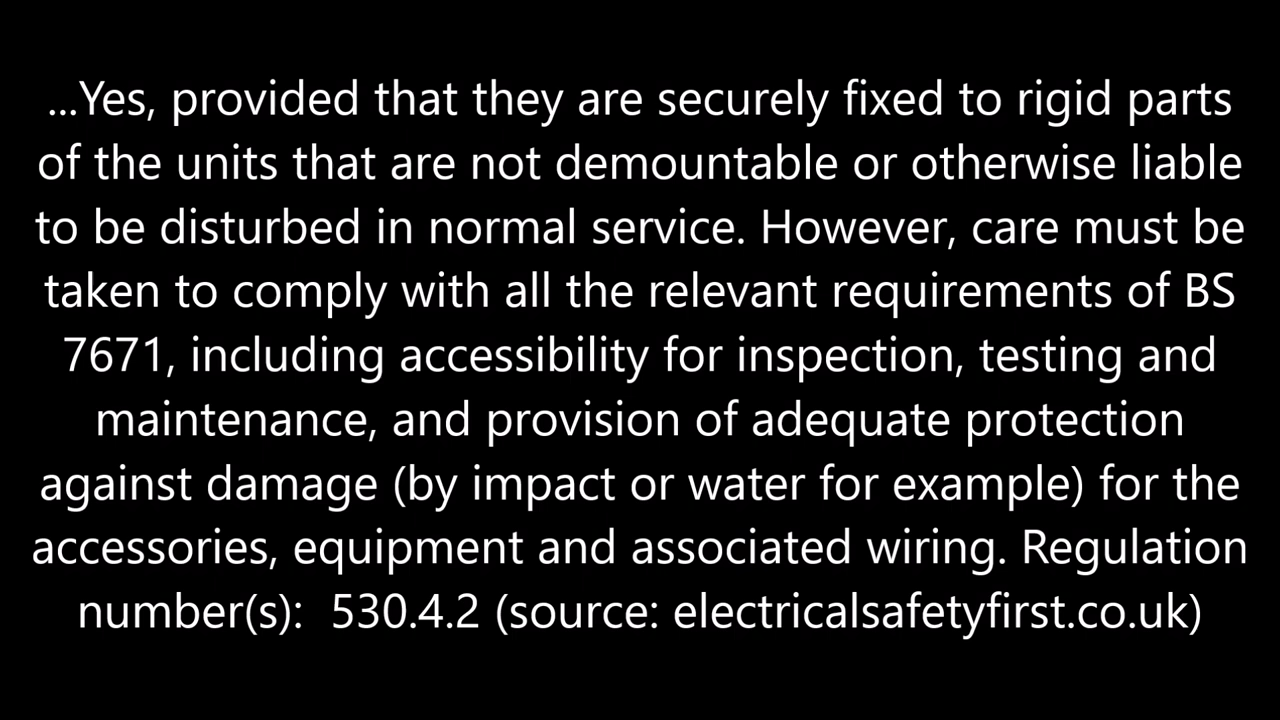 ...Yes, provided that they are securely fixed to rigid parts
of the units that are not demountable or otherwise liable
to be disturbed in normal service. However, care must be
taken to comply with all the relevant requirements of BS
7671, including accessibility for inspection, testing and
maintenance, and provision of adequate protection
against damage (by impact or water for example) for the
accessories, equipment and associated wiring. Regulation
number(s):  530.4.2 (source: electricalsafetyfirst.co.uk)